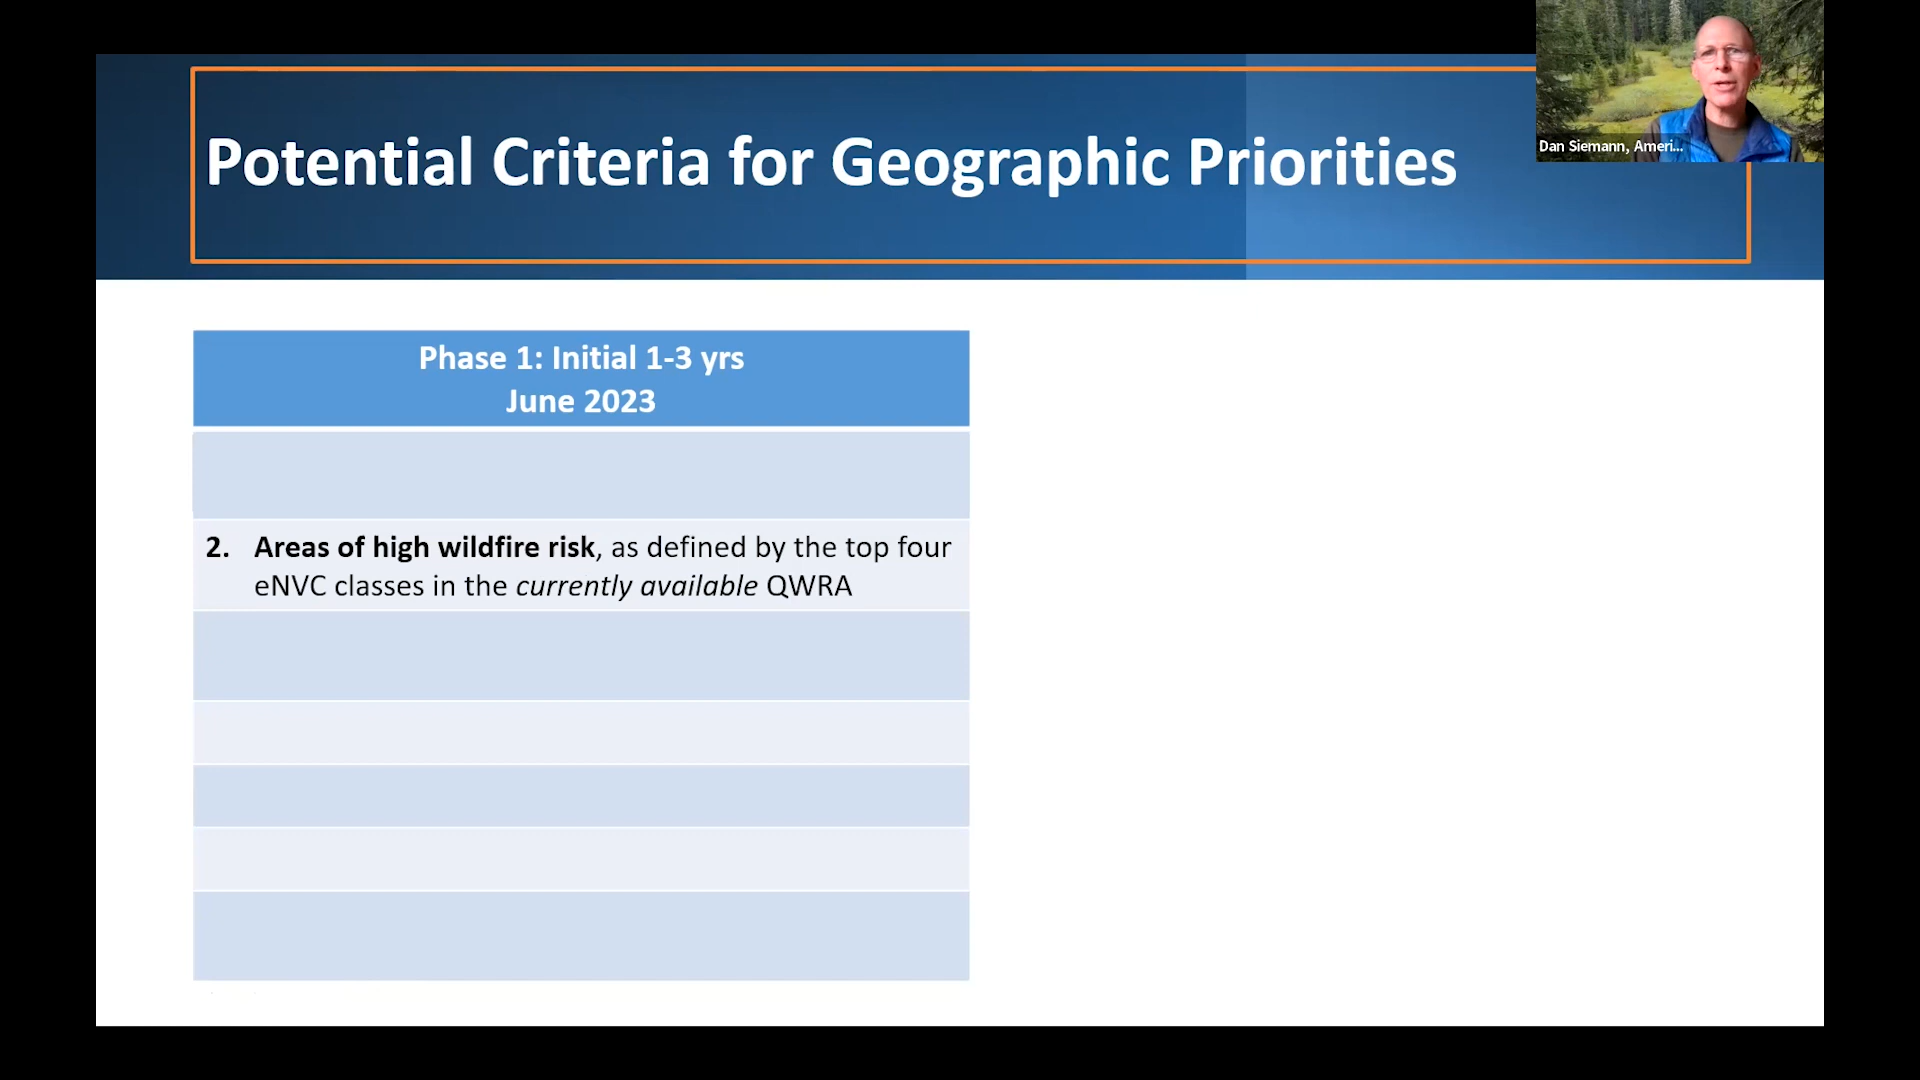 Potential Criteria for Geographic Priorities
Dan Siemann, Ameri...
Phase 1: Initial 1-3 yrs
June 2023
2. Areas of high wildfire risk, as defined by the top four
eNVC classes in the currently available QWRA